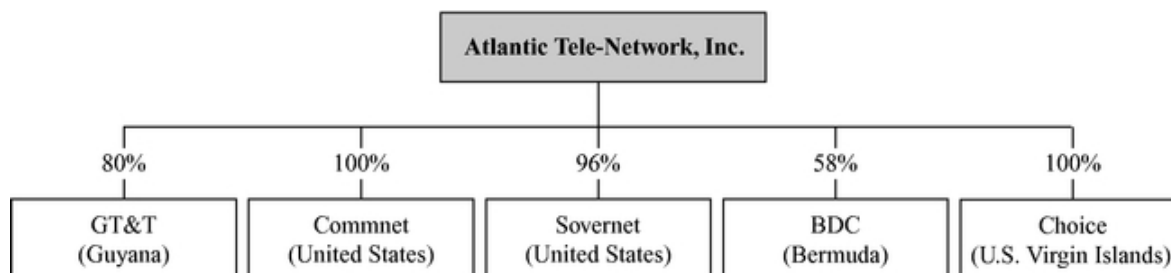 Atlantic Tele-Network, Inc.
80%
100%
96%
58%
100%
GT&T
(Guyana)
Commnet
(United States)
Sovernet
(United States)
BDC
(Bermuda)
Choice
(U.S. Virgin Islands)